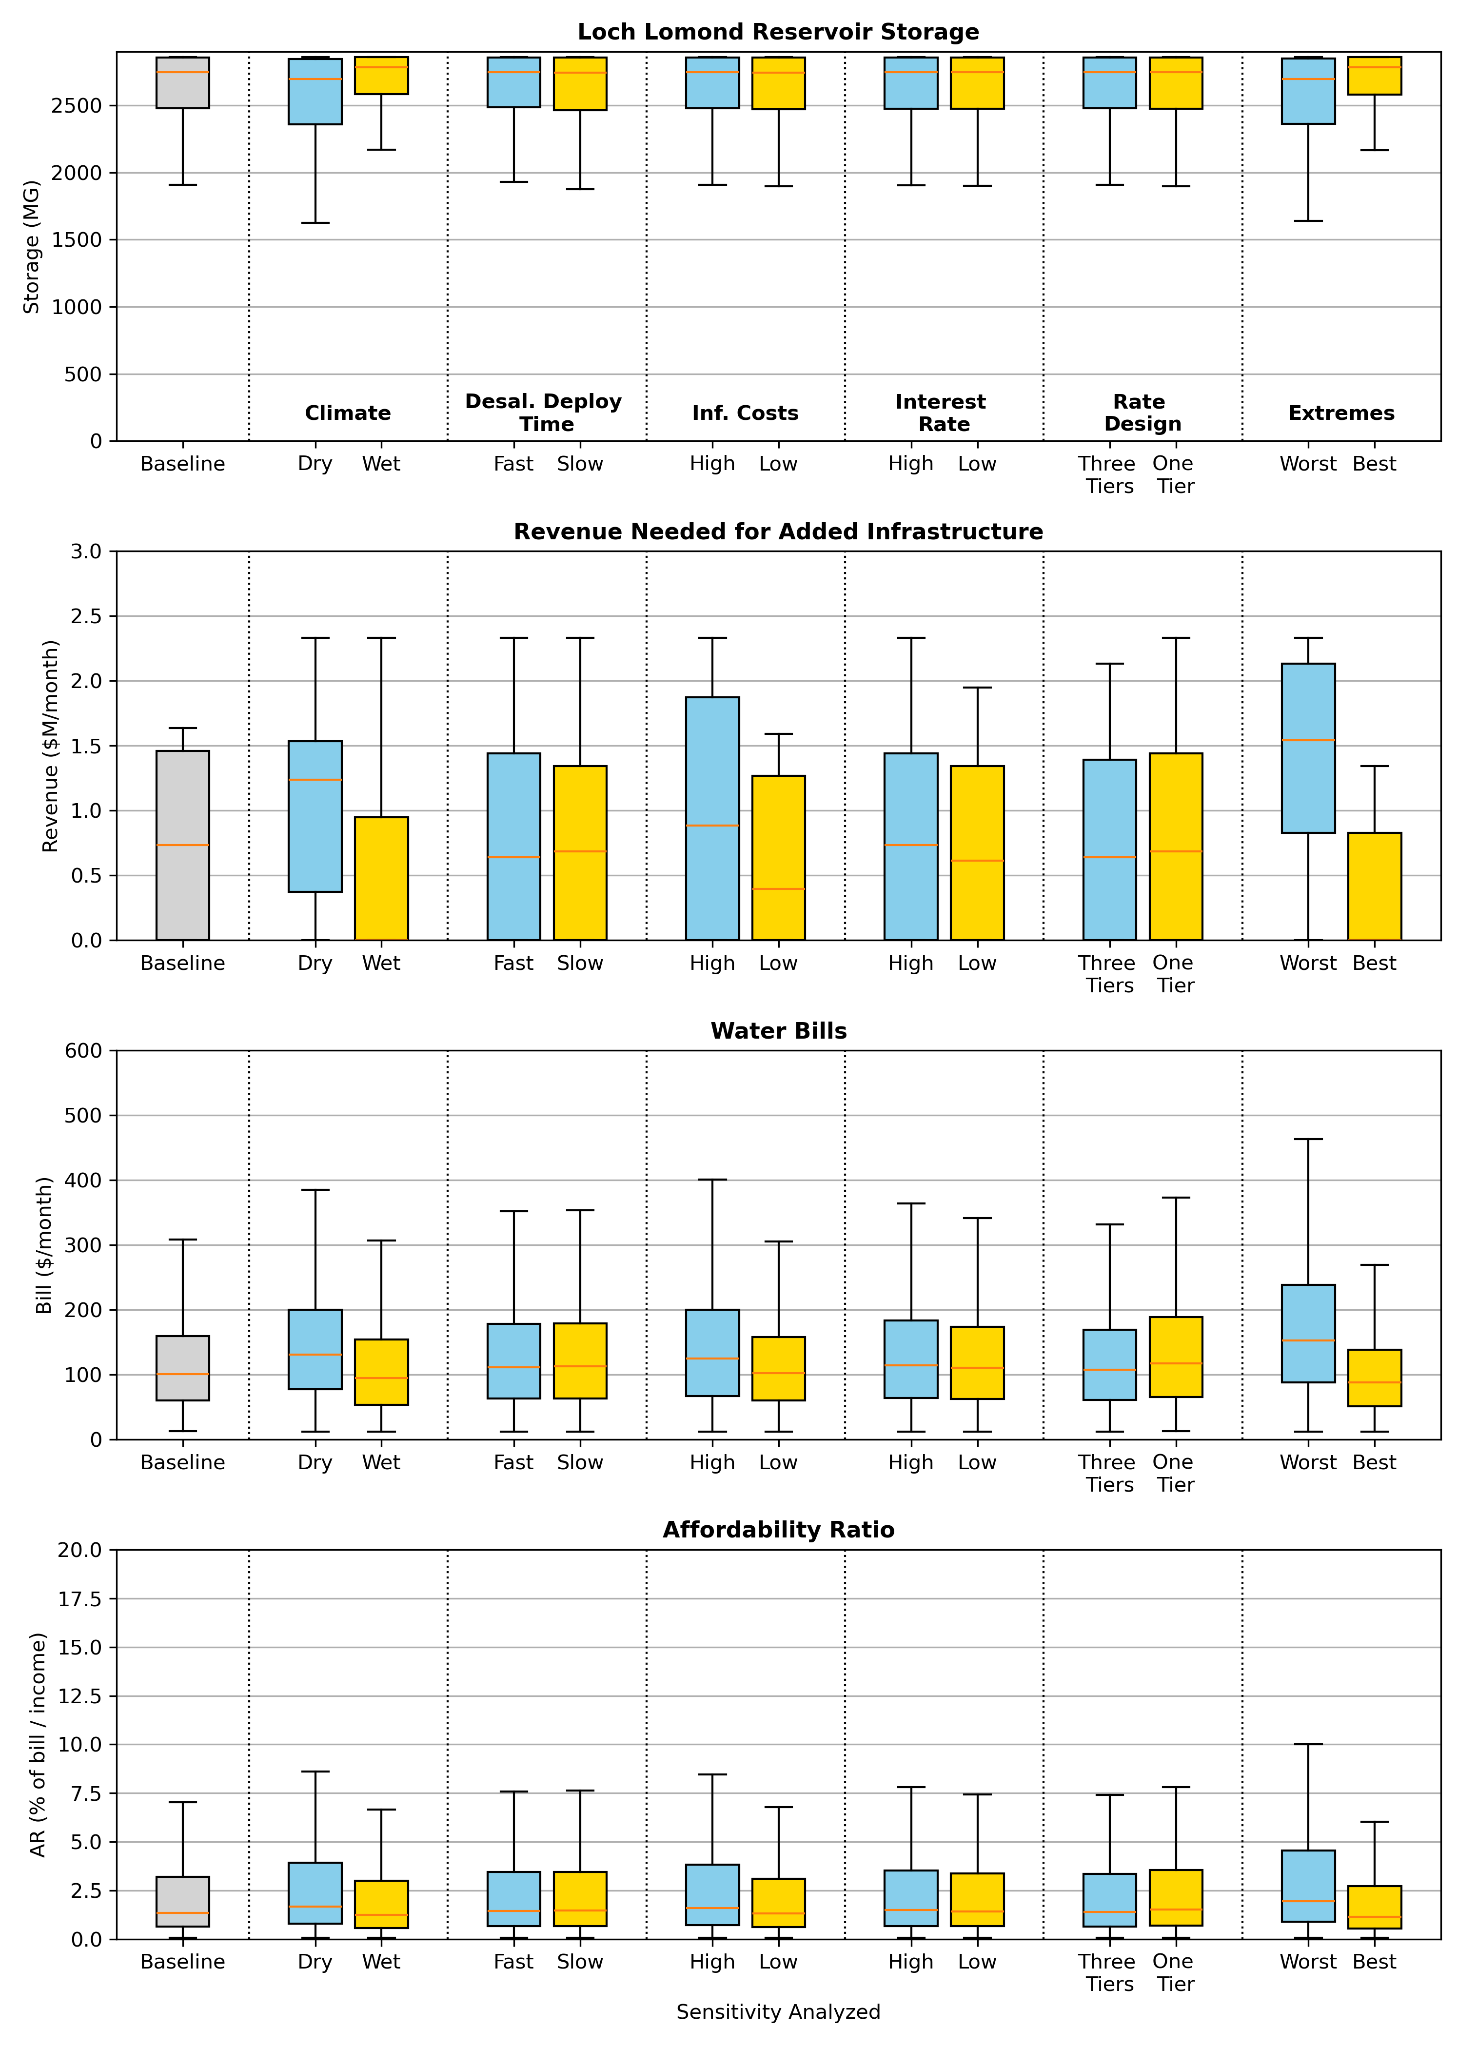 Loch Lomond Reservoir Storage
Storage (MG)
2500
2000
1500
1000
500
0
Climate
Desal. Deploy
Time
Inf. Costs
Interest
Rate
Rate
Design
Extremes
Baseline Dry Wet Fast Slow High Low High Low Three One Worst Best
Tiers Tier
Revenue Needed for Added Infrastructure
Revenue ($M/month)
3.0
2.5
2.0
1.5
1.0
0.5
0.0
Baseline Dry Wet Fast Slow High Low High Low Three One Worst Best
Tiers Tier
Water Bills
Bill ($/month)
600
500
400
300
200
100
0
Baseline Dry Wet Fast Slow High Low High Low Three One Worst Best
Tiers Tier
Affordability Ratio
AR (% of bill / income)
20.0
17.5
15.0
12.5
10.0
7.5
5.0
2.5
0.0
Baseline Dry Wet Fast Slow High Low High Low Three One Worst Best
Tiers Tier
Sensitivity Analyzed